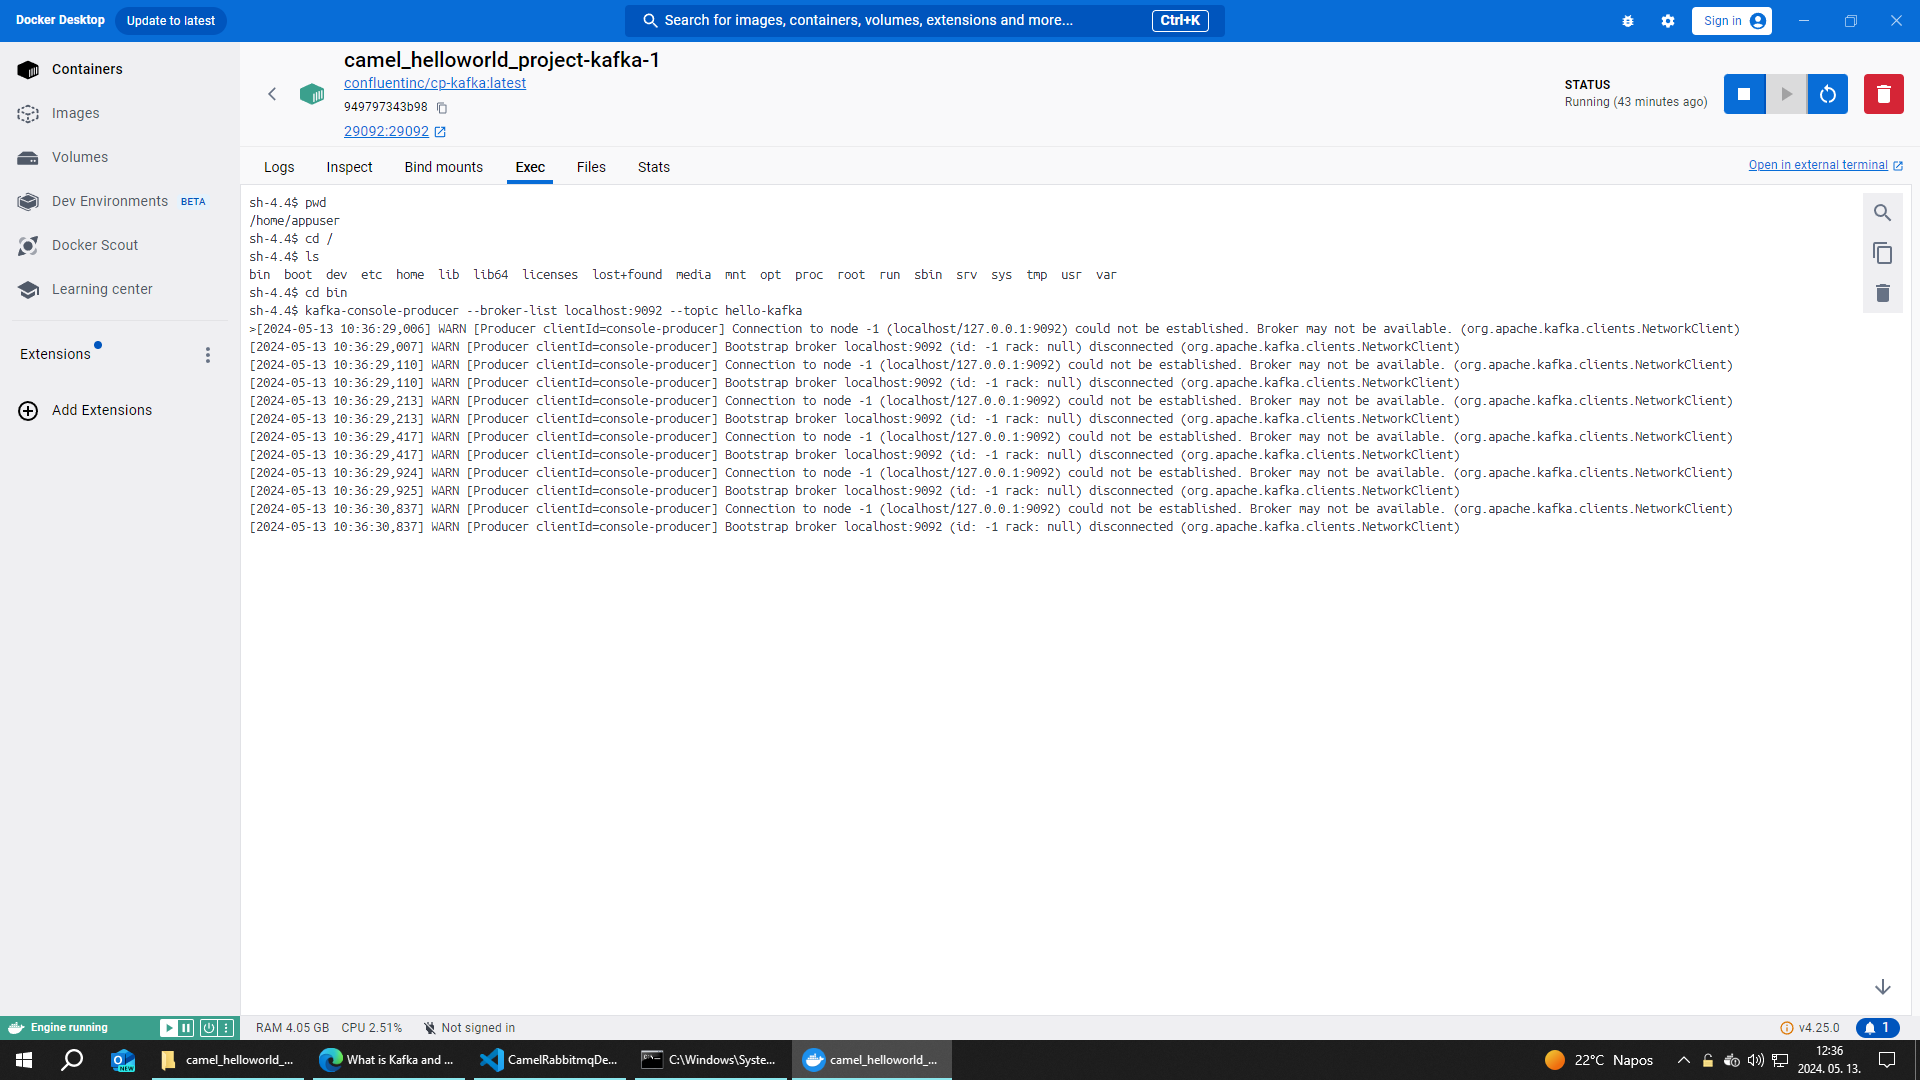 Docker Desktop
Update to latest
Search for images, containers, volumes, extensions and more...
Ctrl+K
Sign in
Containers
Images
Volumes
Dev Environments BETA
Docker Scout
Learning center
Extensions
Add Extensions
camel_helloworld_project-kafka-1
confluentinc/cp-kafka:latest
949797343b98
29092:29092
STATUS
Running (43 minutes ago)
Logs Inspect Bind mounts Exec Files Stats
Open in external terminal
sh-4.4$ pwd
/home/appuser
sh-4.4$ cd /
sh-4.4$ ls
bin boot dev etc home lib lib64 licenses lost+found media mnt opt proc root run sbin srv sys tmp usr var
sh-4.4$ cd bin
sh-4.4$ kafka-console-producer --broker-list localhost:9092 --topic hello-kafka
>[2024-05-13 10:36:29,006] WARN [Producer clientId=console-producer] Connection to node -1 (localhost/127.0.0.1:9092) could not be established. Broker may not be available. (org.apache.kafka.clients.NetworkClient)
[2024-05-13 10:36:29,007] WARN [Producer clientId=console-producer] Bootstrap broker localhost:9092 (id: -1 rack: null) disconnected (org.apache.kafka.clients.NetworkClient)
[2024-05-13 10:36:29,110] WARN [Producer clientId=console-producer] Connection to node -1 (localhost/127.0.0.1:9092) could not be established. Broker may not be available. (org.apache.kafka.clients.NetworkClient)
[2024-05-13 10:36:29,110] WARN [Producer clientId=console-producer] Bootstrap broker localhost:9092 (id: -1 rack: null) disconnected (org.apache.kafka.clients.NetworkClient)
[2024-05-13 10:36:29,213] WARN [Producer clientId=console-producer] Connection to node -1 (localhost/127.0.0.1:9092) could not be established. Broker may not be available. (org.apache.kafka.clients.NetworkClient)
[2024-05-13 10:36:29,213] WARN [Producer clientId=console-producer] Bootstrap broker localhost:9092 (id: -1 rack: null) disconnected (org.apache.kafka.clients.NetworkClient)
[2024-05-13 10:36:29,417] WARN [Producer clientId=console-producer] Connection to node -1 (localhost/127.0.0.1:9092) could not be established. Broker may not be available. (org.apache.kafka.clients.NetworkClient)
[2024-05-13 10:36:29,417] WARN [Producer clientId=console-producer] Bootstrap broker localhost:9092 (id: -1 rack: null) disconnected (org.apache.kafka.clients.NetworkClient)
[2024-05-13 10:36:29,924] WARN [Producer clientId=console-producer] Connection to node -1 (localhost/127.0.0.1:9092) could not be established. Broker may not be available. (org.apache.kafka.clients.NetworkClient)
[2024-05-13 10:36:29,925] WARN [Producer clientId=console-producer] Bootstrap broker localhost:9092 (id: -1 rack: null) disconnected (org.apache.kafka.clients.NetworkClient)
[2024-05-13 10:36:30,837] WARN [Producer clientId=console-producer] Connection to node -1 (localhost/127.0.0.1:9092) could not be established. Broker may not be available. (org.apache.kafka.clients.NetworkClient)
[2024-05-13 10:36:30,837] WARN [Producer clientId=console-producer] Bootstrap broker localhost:9092 (id: -1 rack: null) disconnected (org.apache.kafka.clients.NetworkClient)
Engine running
RAM 4.05 GB CPU 2.51% Not signed in
v4.25.0
1
NEW
camel_helloworld_...
What is Kafka and ...
CamelRabbitmqDe...
C:\Windows\Syste...
camel_helloworld_...
22°C Napos
12:36
2024. 05. 13.